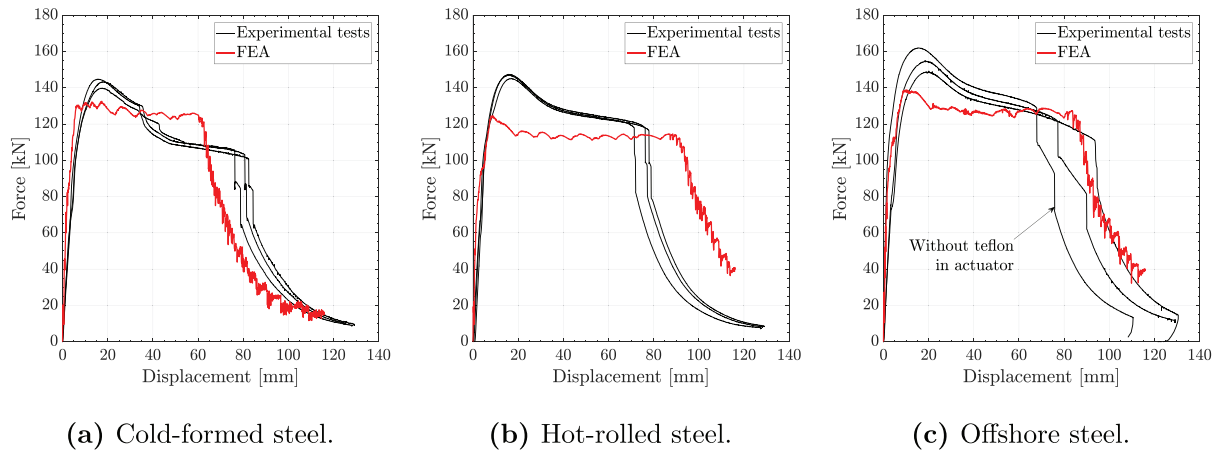 180
160
140
120
100
80
60
40
20
0
0 20 40 60 80 100 120 140
Force [kN]
Displacement [mm]
Experimental tests
FEA
(a) Cold-formed steel.
180
160
140
120
100
80
60
40
20
0
0 20 40 60 80 100 120 140
Force [kN]
Displacement [mm]
Experimental tests
FEA
(b) Hot-rolled steel.
180
160
140
120
100
80
60
40
20
0
0 20 40 60 80 100 120 140
Force [kN]
Displacement [mm]
Experimental tests
FEA
Without teflon
in actuator
(c) Offshore steel.